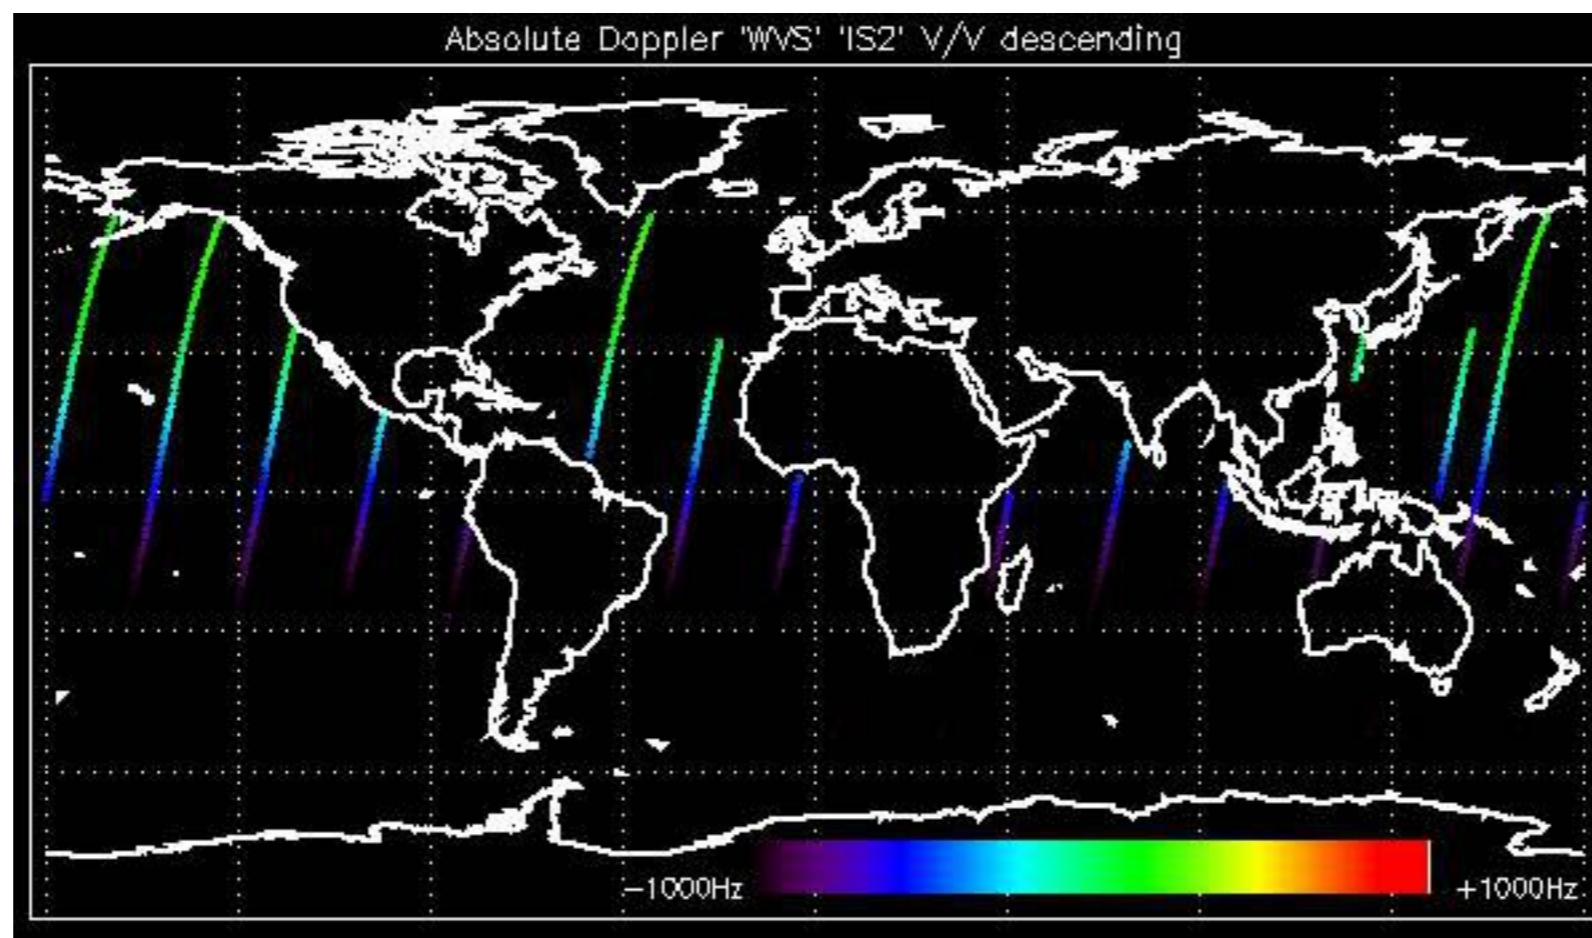 Absolute Doppler 'WVS' 'IS2' V/V descending
−1000Hz +1000Hz